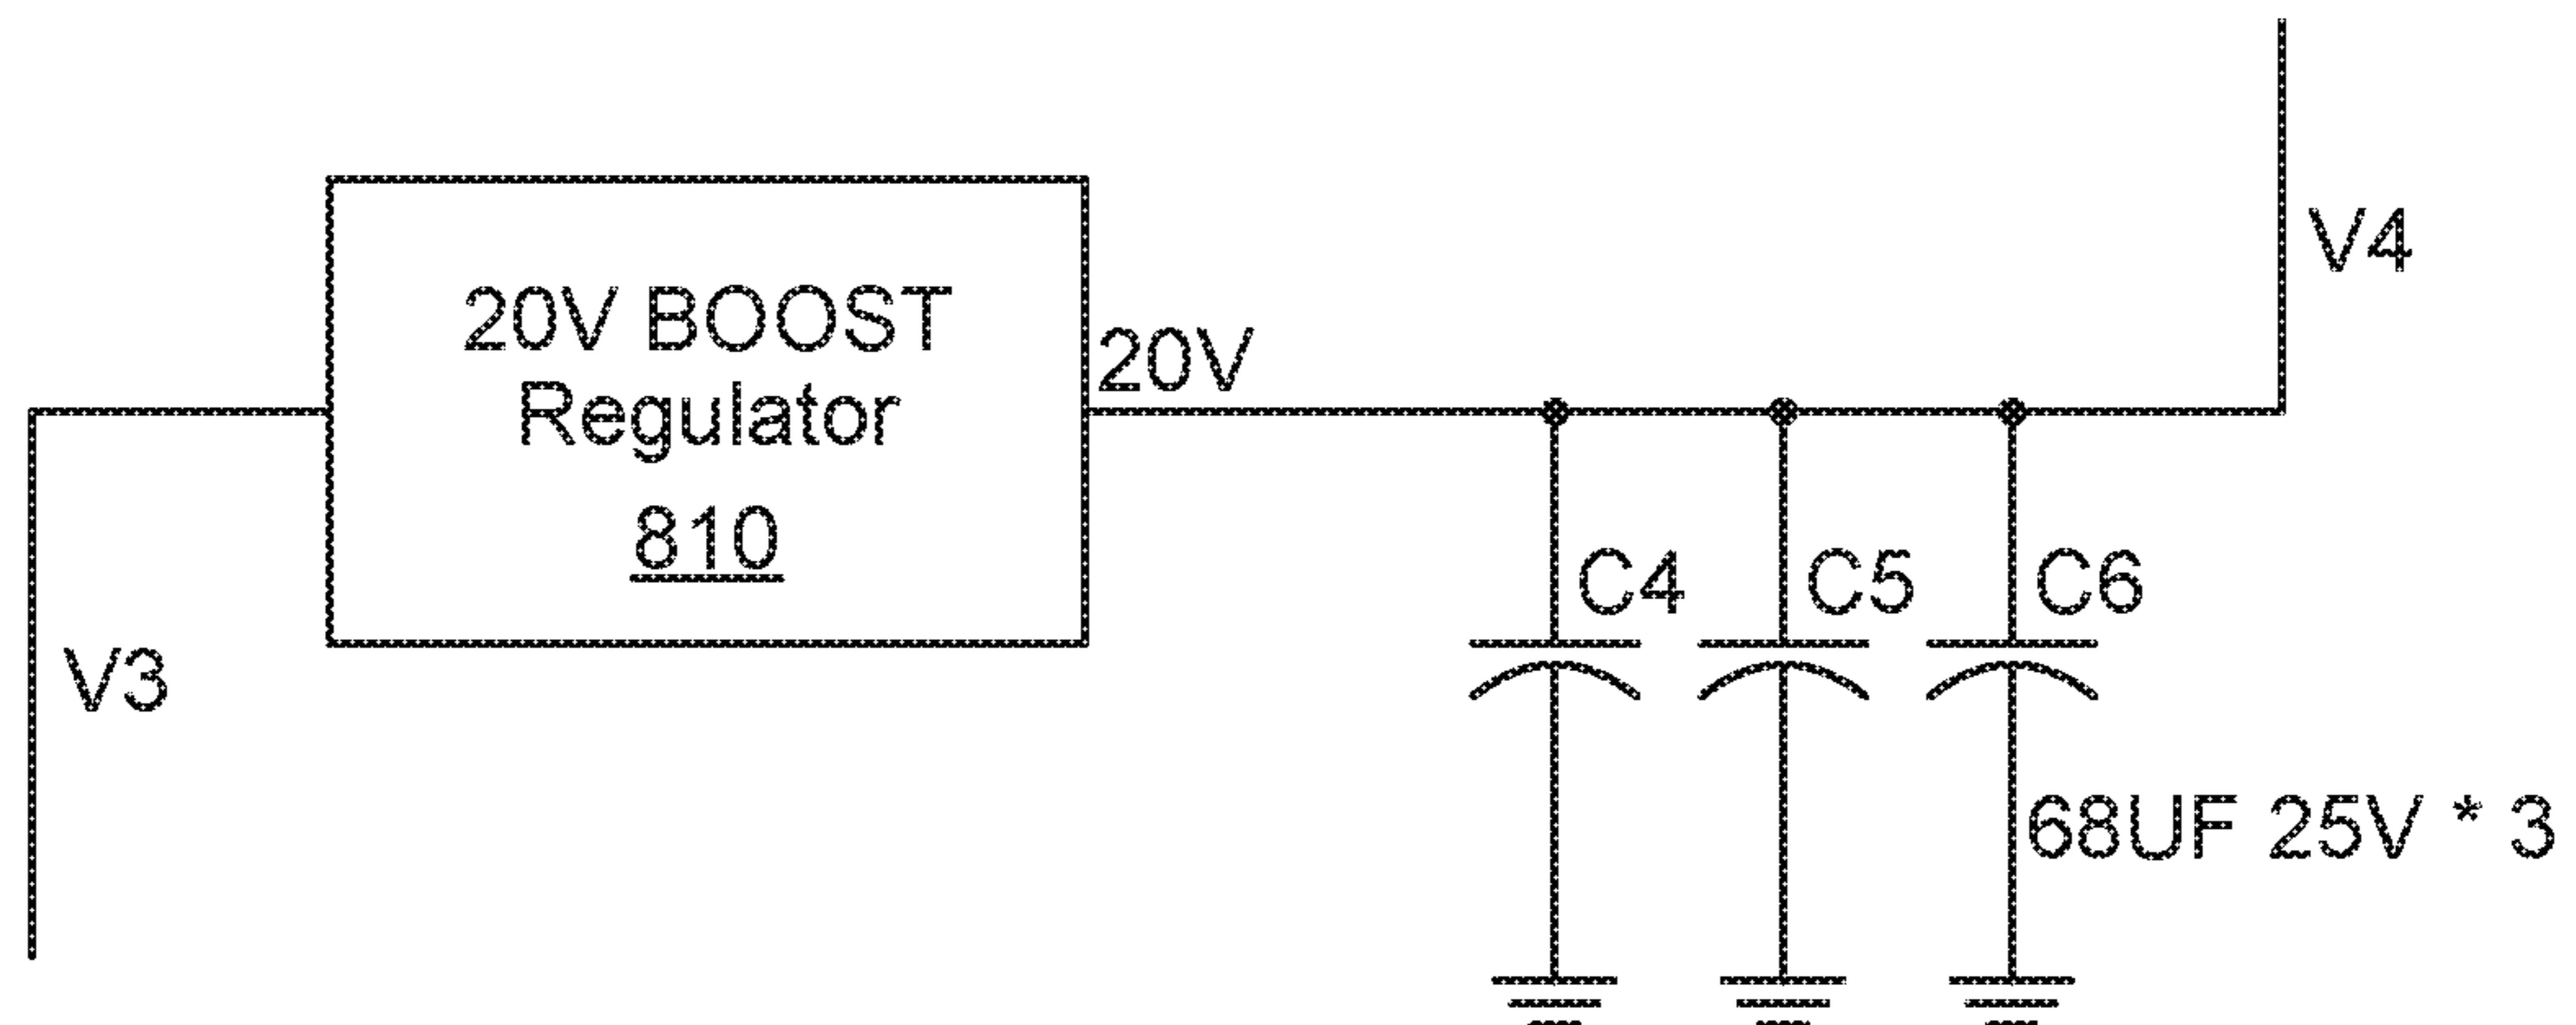 V4
20V BOOST
Regulator
810
20V
V3
C4
C5
C6
68UF 25V * 3